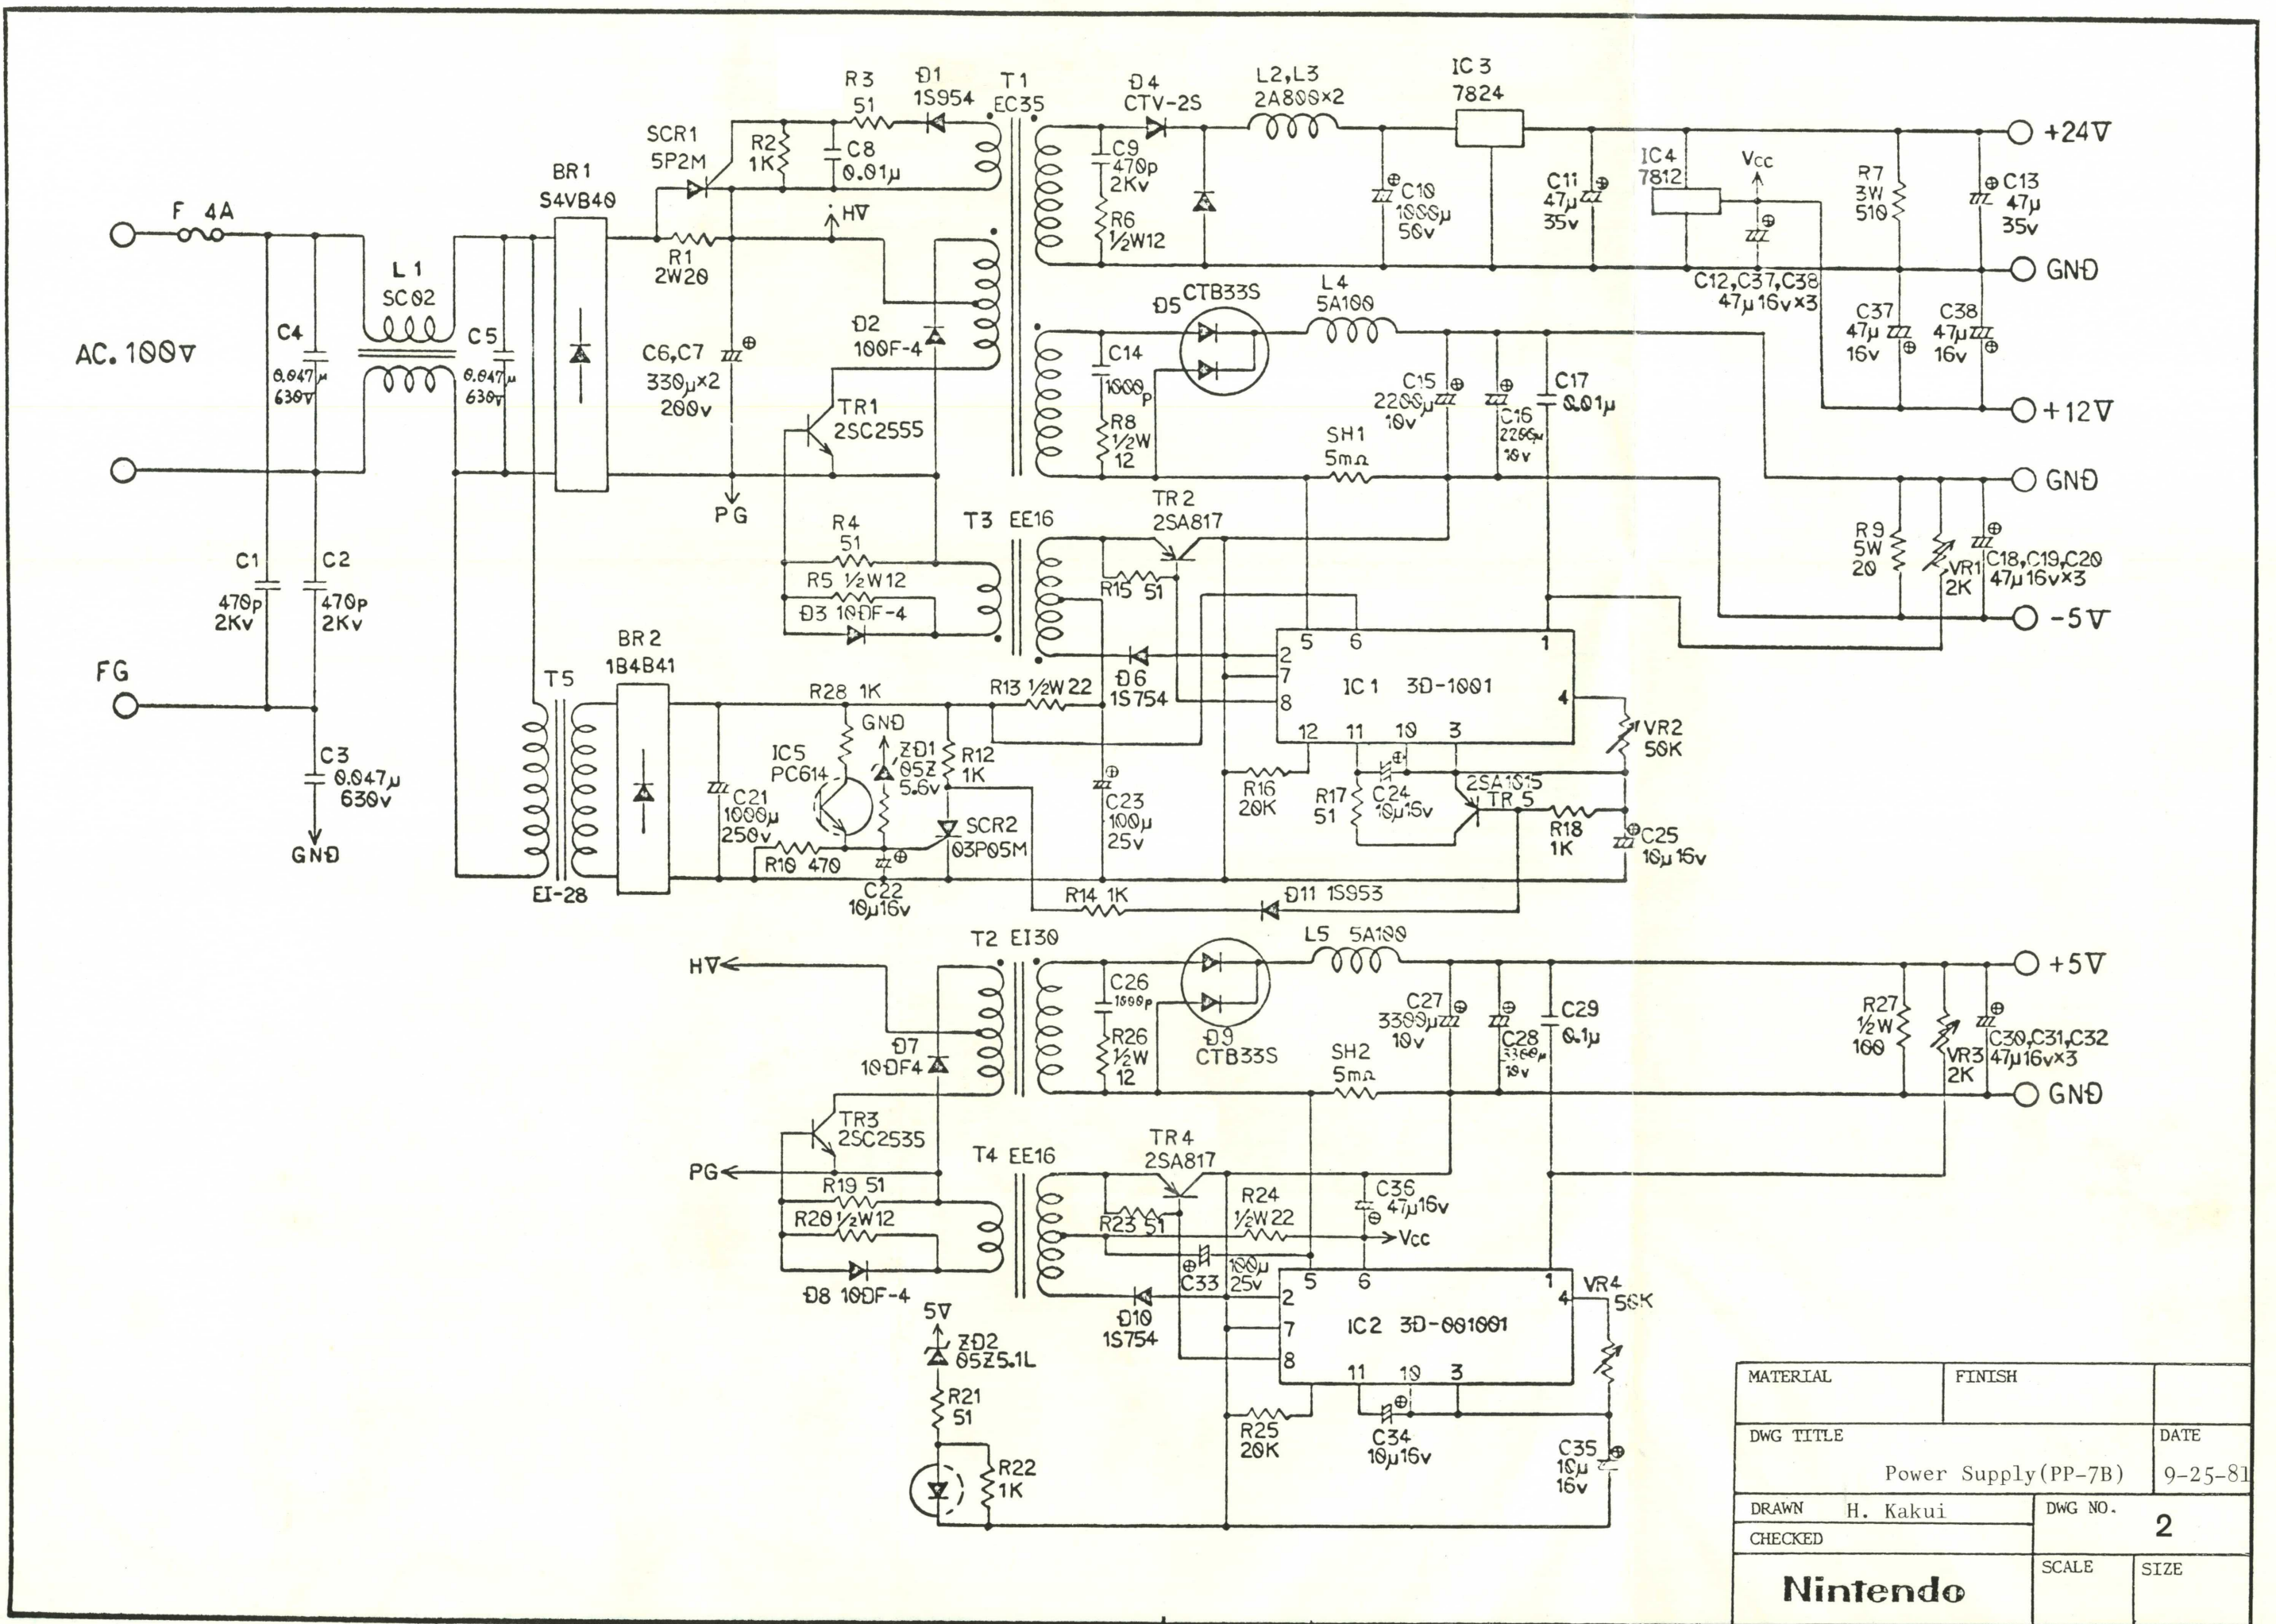 R3
51
D1
1S954
T1
EC35
D4
CTV-2S
L2,L3
2A800×2
IC3
7824
+24V
SCR1
5P2M
R2
1K
C8
0.01μ
C9
470p
2Kv
R6
½W12
C10
1000μ
50v
C11
47μ
35v
IC4
7812
Vcc
R7
3W
510
C13
47μ
35v
GND
BR1
S4VB40
F 4A
HV
R1
2W20
L1
SC02
C4
0.047μ
630V
C5
0.047μ
630V
AC.100V
C6,C7
330μ×2
200v
D2
100F-4
TR1
2SC2555
PG
D5
CTB33S
L4
5A100
C12,C37,C38
47μ16v×3
C37
47μ
16v
C38
47μ
16v
+12V
C14
1000p
R8
½W
12
C15
2200μ
10v
C16
2200μ
10v
C17
0.01μ
SH1
5mΩ
GND
TR2
2SA817
T3 EE16
R4
51
R5 ½W12
D3 10DF-4
R15 51
R9
5W
20
VR1
2K
C18,C19,C20
47μ16v×3
-5V
C1
470p
2Kv
C2
470p
2Kv
FG
C3
0.047μ
630v
GND
T5
EI-28
BR2
1B4B41
R28 1K
R13 ½W22
D6
1S754
5
6
1
2
7
8
IC1 3D-1001
4
12
11
10
3
VR2
50K
GND
ZD1
05Z
5.6v
IC5
PC614
R12
1K
C21
1000μ
250v
SCR2
03P05M
R10 470
C22
10μ16v
C23
100μ
25v
R16
20K
R17
51
C24
10μ16v
2SA1015
TR5
R18
1K
C25
10μ16v
R14 1K
D11 1S953
T2 EI30
L5 5A100
HV
+5V
C26
1000p
R26
½W
12
D9
CTB33S
C27
3300μ
10v
C28
3300μ
10v
C29
0.1μ
SH2
5mΩ
R27
½W
100
VR3
2K
C30,C31,C32
47μ16v×3
GND
D7
10DF4
TR3
2SC2535
PG
T4 EE16
TR4
2SA817
R19 51
R20 ½W12
D8 10DF-4
R23 51
R24
½W22
C36
47μ16v
Vcc
C33
100μ
25v
D10
1S754
5
6
1
2
7
8
IC2 3D-001001
4
11
10
3
VR4
50K
5V
ZD2
05Z5.1L
R21
51
R22
1K
R25
20K
C34
10μ16v
C35
10μ
16v
MATERIAL
FINISH
DWG TITLE
DATE
Power Supply(PP-7B)
9-25-81
DRAWN H. Kakui
DWG NO.
2
CHECKED
SCALE
SIZE
Nintendo